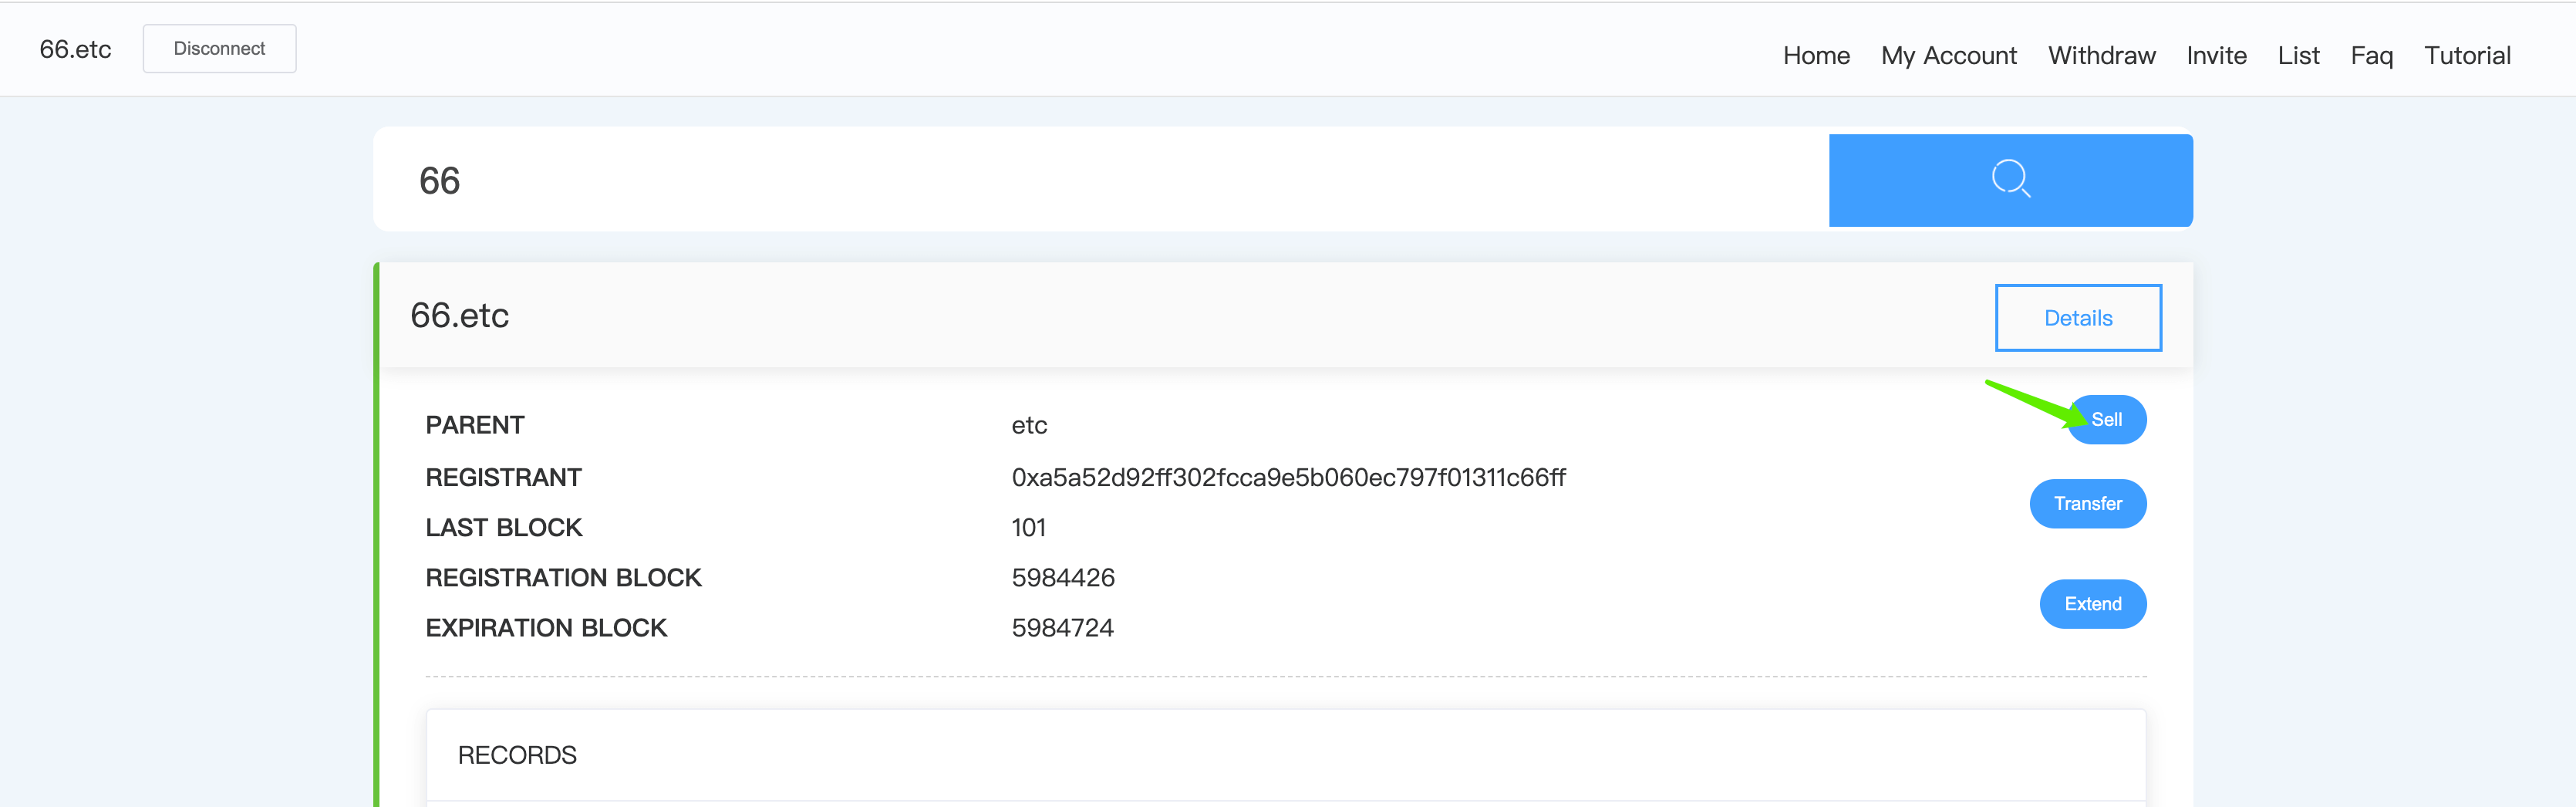 66.etc Disconnect Home My Account Withdraw Invite List Faq Tutorial
66
66.etc Details
PARENT etc Sell
REGISTRANT 0xa5a52d92ff302fcca9e5b060ec797f01311c66ff
Transfer
LAST BLOCK 101
REGISTRATION BLOCK 5984426
Extend
EXPIRATION BLOCK 5984724
RECORDS